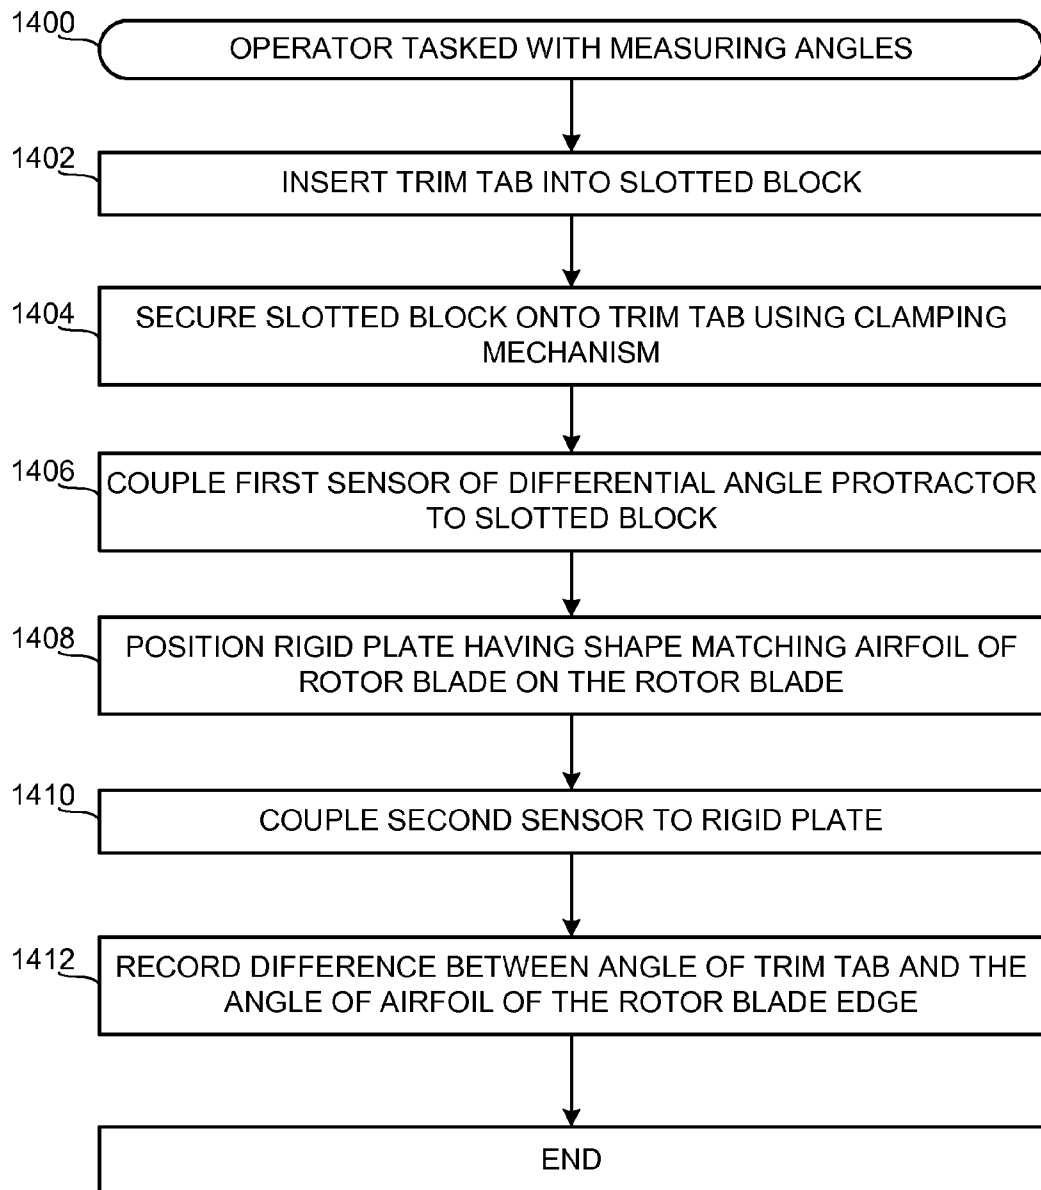 1400
OPERATOR TASKED WITH MEASURING ANGLES
1402
INSERT TRIM TAB INTO SLOTTED BLOCK
1404
SECURE SLOTTED BLOCK ONTO TRIM TAB USING CLAMPING
MECHANISM
1406
COUPLE FIRST SENSOR OF DIFFERENTIAL ANGLE PROTRACTOR
TO SLOTTED BLOCK
1408
POSITION RIGID PLATE HAVING SHAPE MATCHING AIRFOIL OF
ROTOR BLADE ON THE ROTOR BLADE
1410
COUPLE SECOND SENSOR TO RIGID PLATE
1412
RECORD DIFFERENCE BETWEEN ANGLE OF TRIM TAB AND THE
ANGLE OF AIRFOIL OF THE ROTOR BLADE EDGE
END